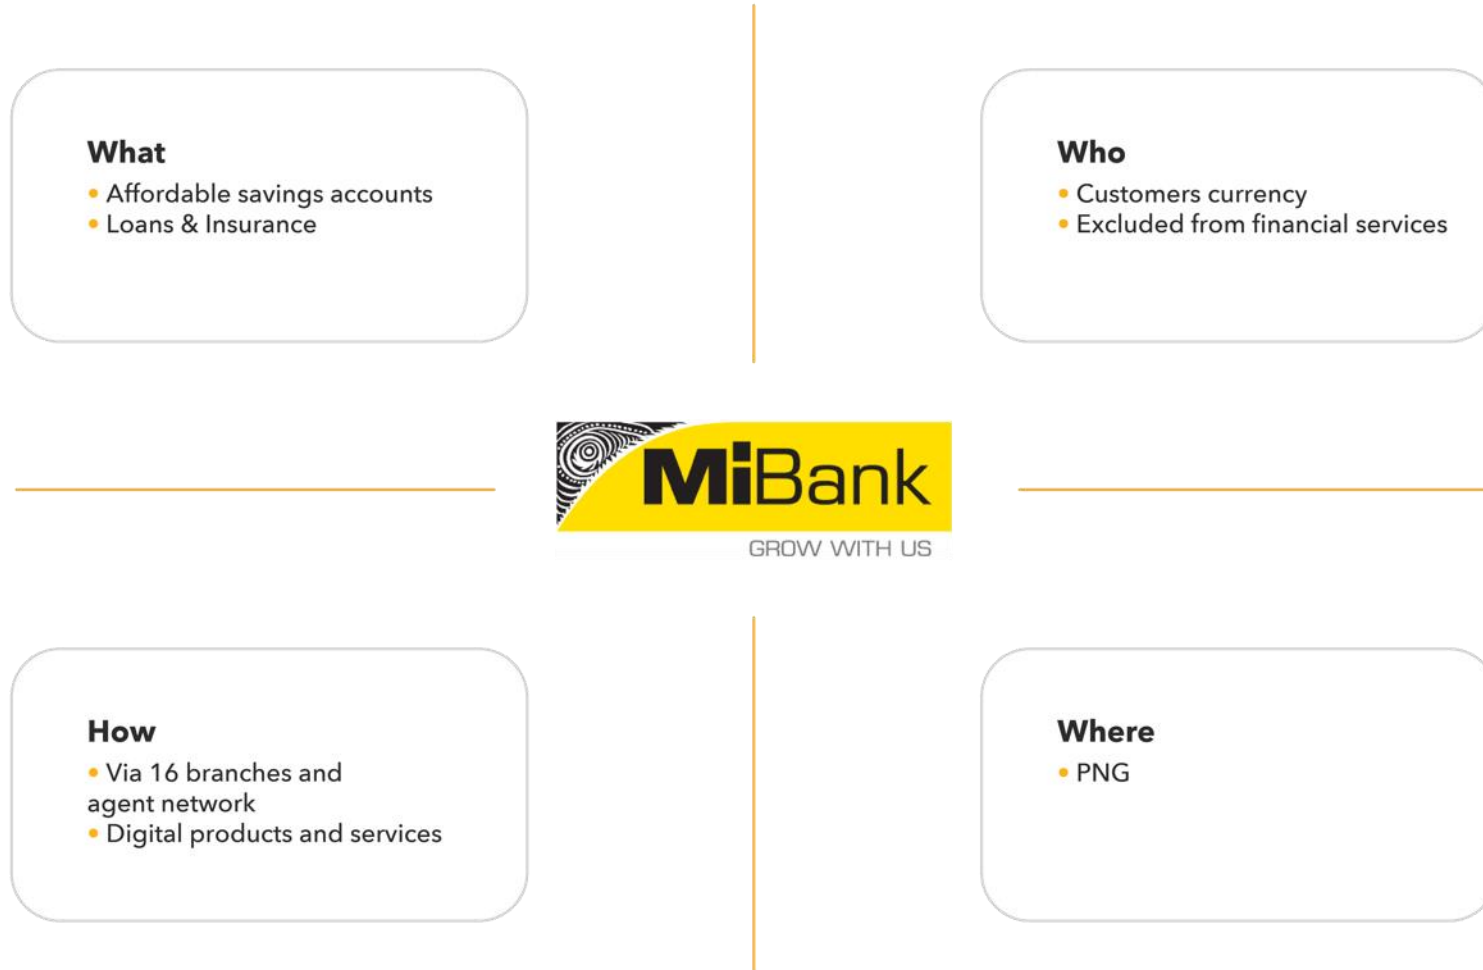 What
• Affordable savings accounts
• Loans & Insurance
Who
• Customers currency
• Excluded from financial services
MiBank
GROW WITH US
How
• Via 16 branches and
agent network
• Digital products and services
Where
• PNG